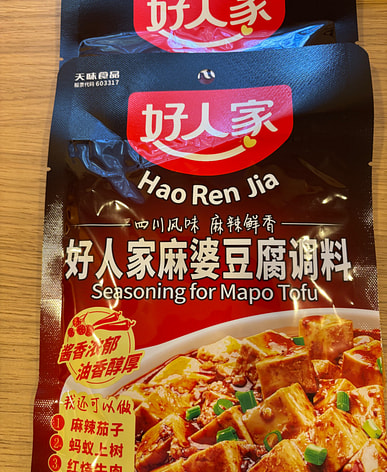 好人家
天味食品
股票代码 603317
好人家
Hao Ren Jia
四川风味 麻辣鲜香
好人家麻婆豆腐调料
Seasoning for Mapo Tofu
酱香浓郁
油香醇厚
我还可以做
1 麻辣茄子
2 蚂蚁上树
3 红烧牛肉